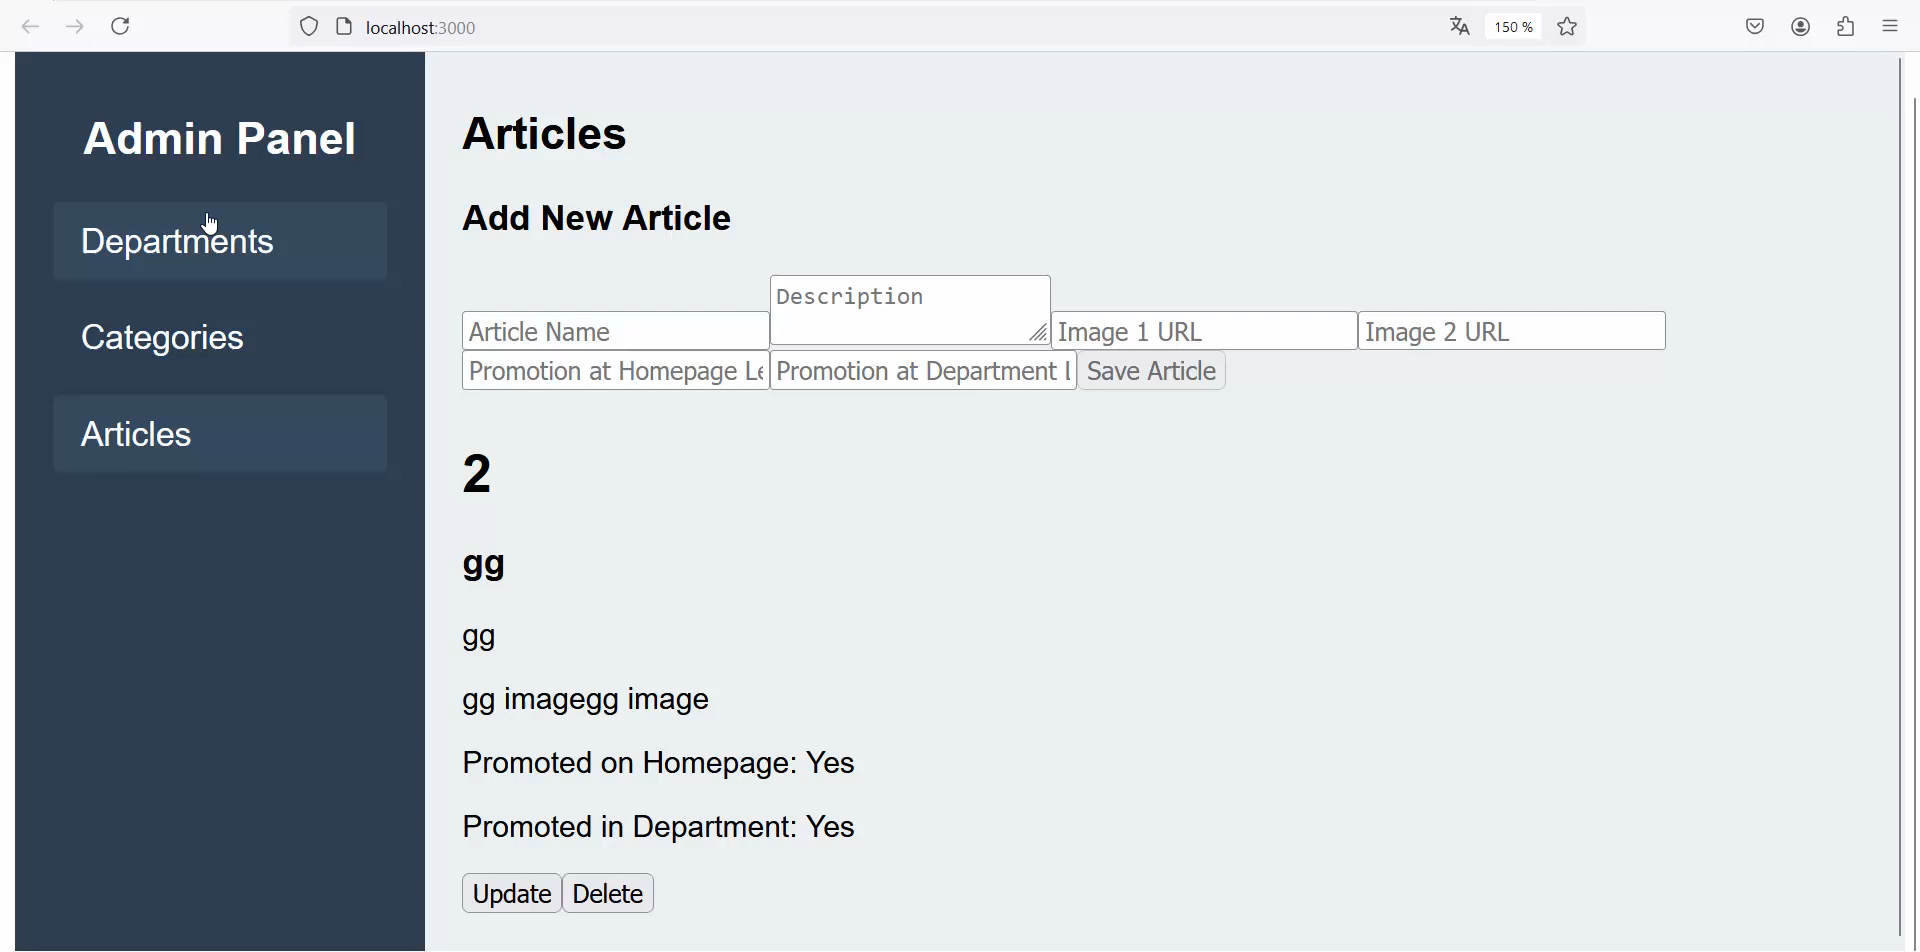 localhost:3000
150 %
Admin Panel
Departments
Categories
Articles
Articles
Add New Article
Description
Article Name
Image 1 URL
Image 2 URL
Promotion at Homepage Le
Promotion at Department L
Save Article
2
gg
gg
gg imagegg image
Promoted on Homepage: Yes
Promoted in Department: Yes
Update
Delete